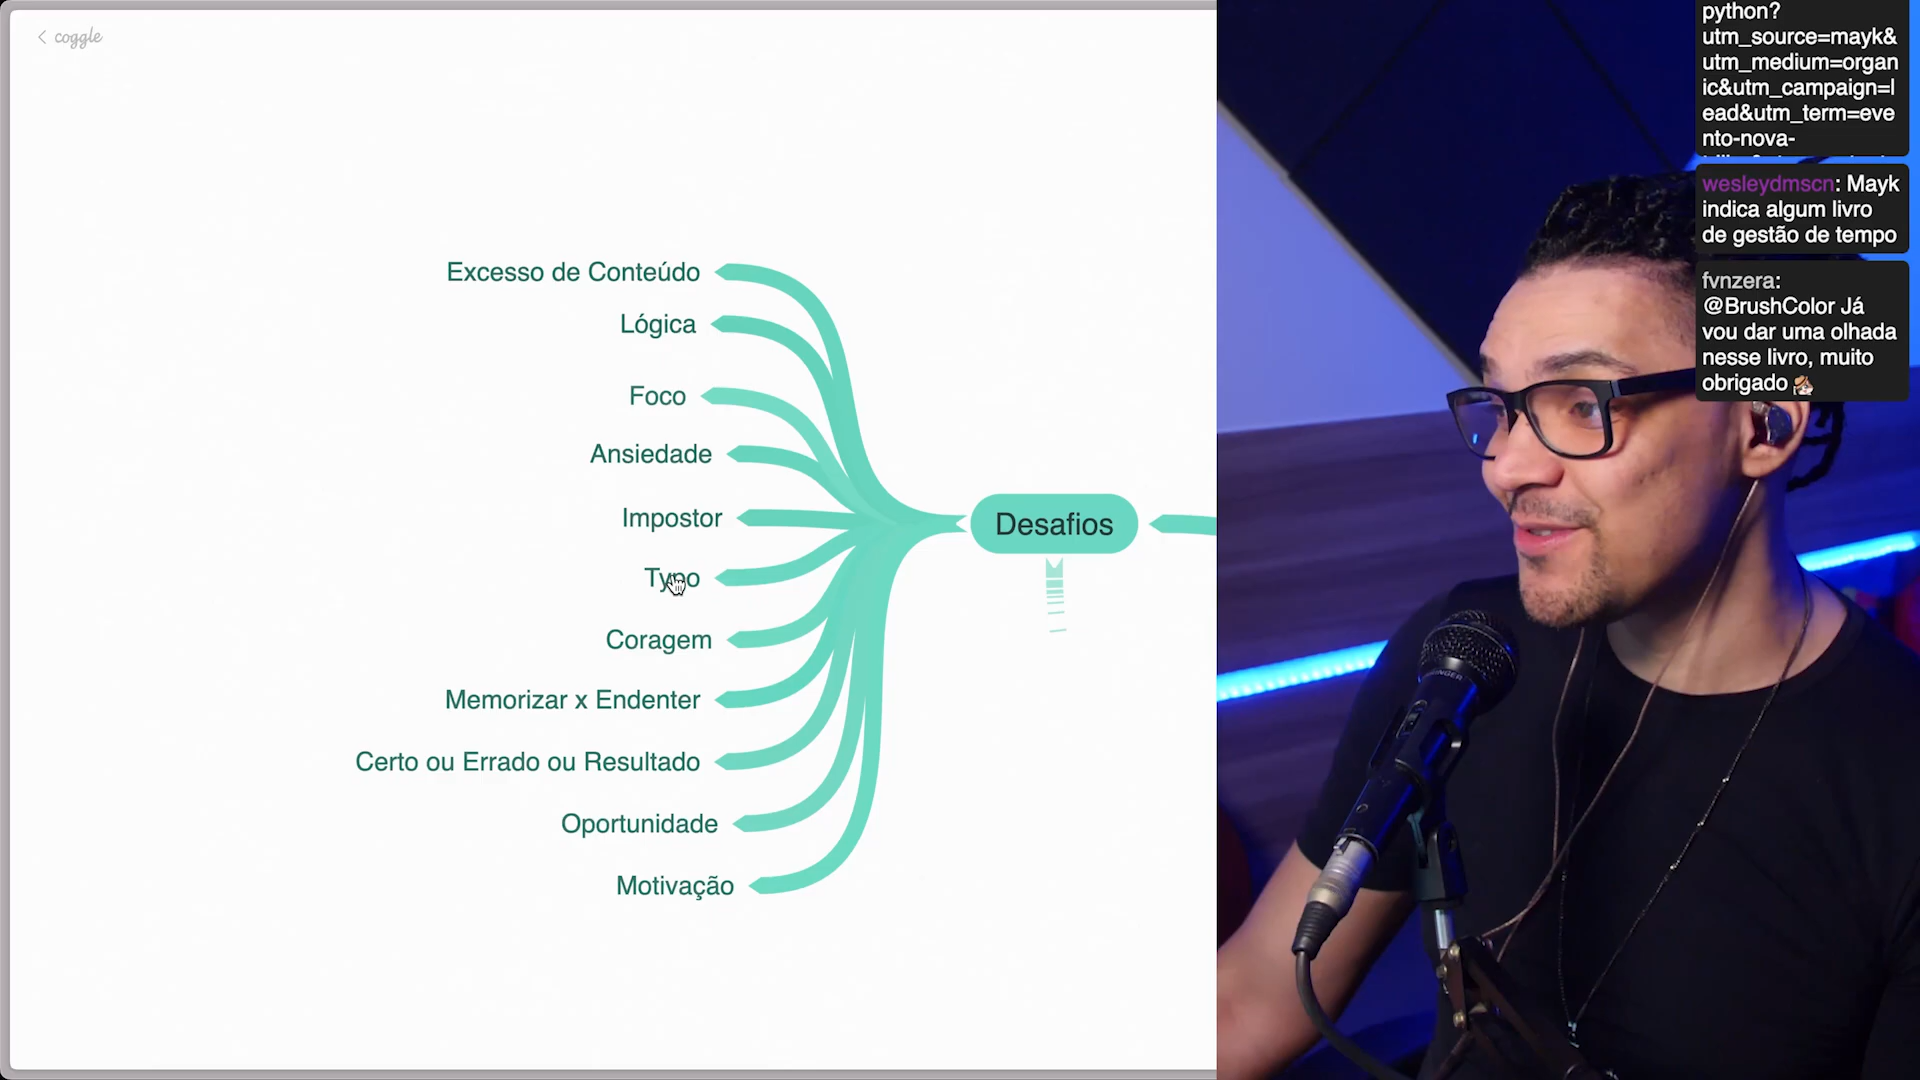 coggle
Excesso de Conteúdo
Lógica
Foco
Ansiedade
Impostor
Typo
Coragem
Memorizar x Endenter
Certo ou Errado ou Resultado
Oportunidade
Motivação
Desafios
python?
utm_source=mayk&
utm_medium=organ
ic&utm_campaign=l
ead&utm_term=eve
nto-nova-
wesleydmscn: Mayk
indica algum livro
de gestão de tempo
fvnzera:
@BrushColor Já
vou dar uma olhada
nesse livro, muito
obrigado